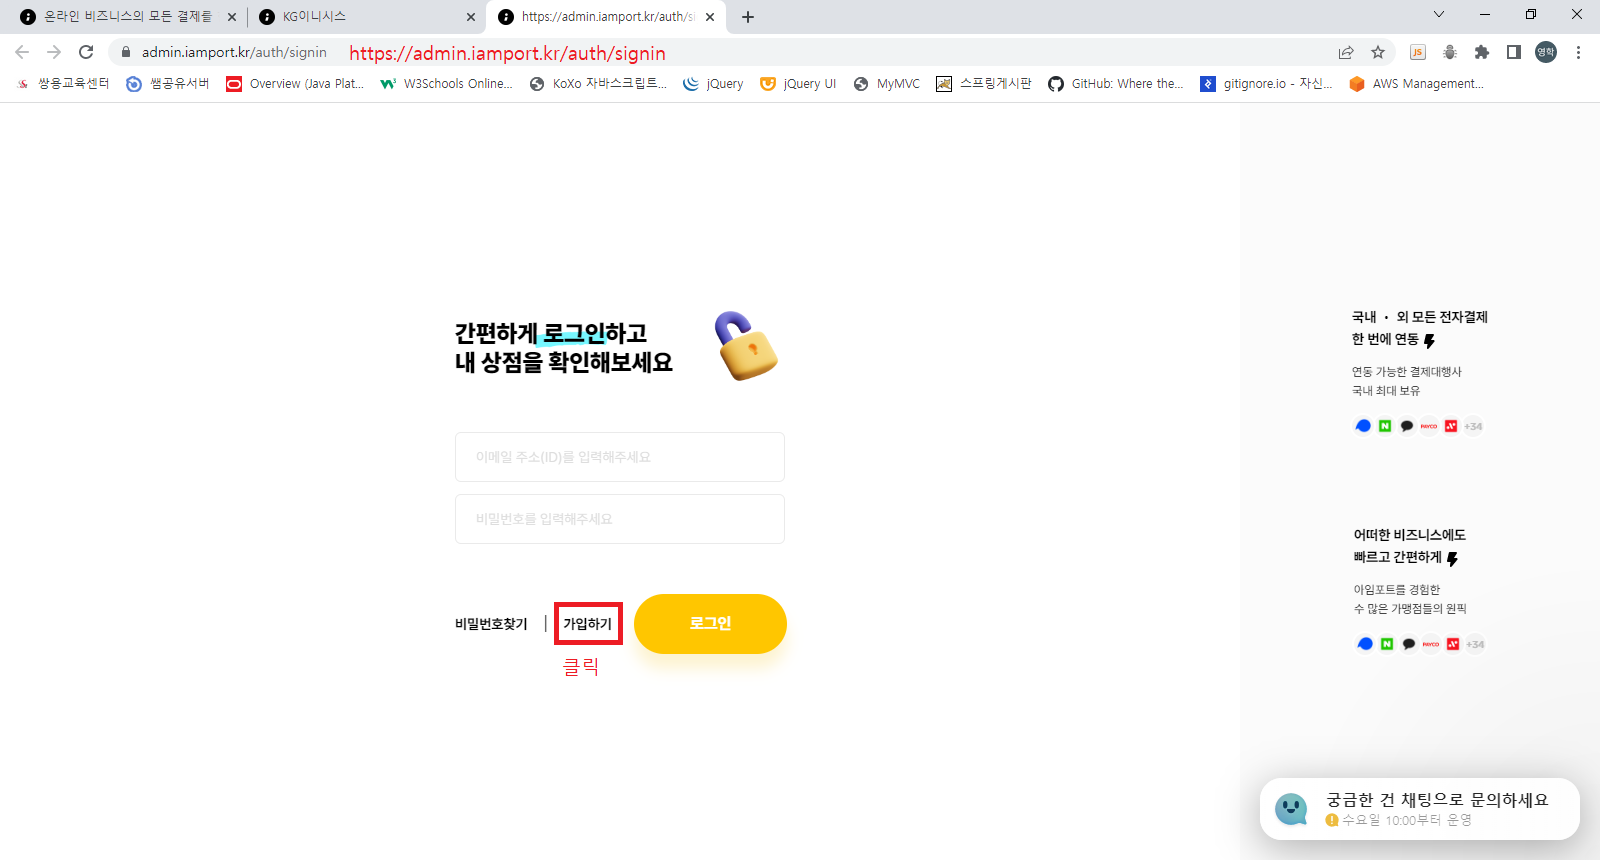 온라인 비즈니스의 모든 결제를
KG이니시스
https://admin.iamport.kr/auth/si
admin.iamport.kr/auth/signin
https://admin.iamport.kr/auth/signin
JS
영학
쌍용교육센터
쌤공유서버
Overview (Java Plat...
W3Schools Online...
KoXo 자바스크립트...
jQuery
jQuery UI
MyMVC
스프링게시판
GitHub: Where the...
gitignore.io - 자신...
AWS Management...
간편하게 로그인하고
내 상점을 확인해보세요
이메일 주소(ID)를 입력해주세요
비밀번호를 입력해주세요
비밀번호찾기
가입하기
로그인
클릭
국내 · 외 모든 전자결제
한 번에 연동
연동 가능한 결제대행사
국내 최대 보유
N
PAYCO
+34
어떠한 비즈니스에도
빠르고 간편하게
아임포트를 경험한
수 많은 가맹점들의 원픽
N
PAYCO
+34
궁금한 건 채팅으로 문의하세요
수요일 10:00부터 운영